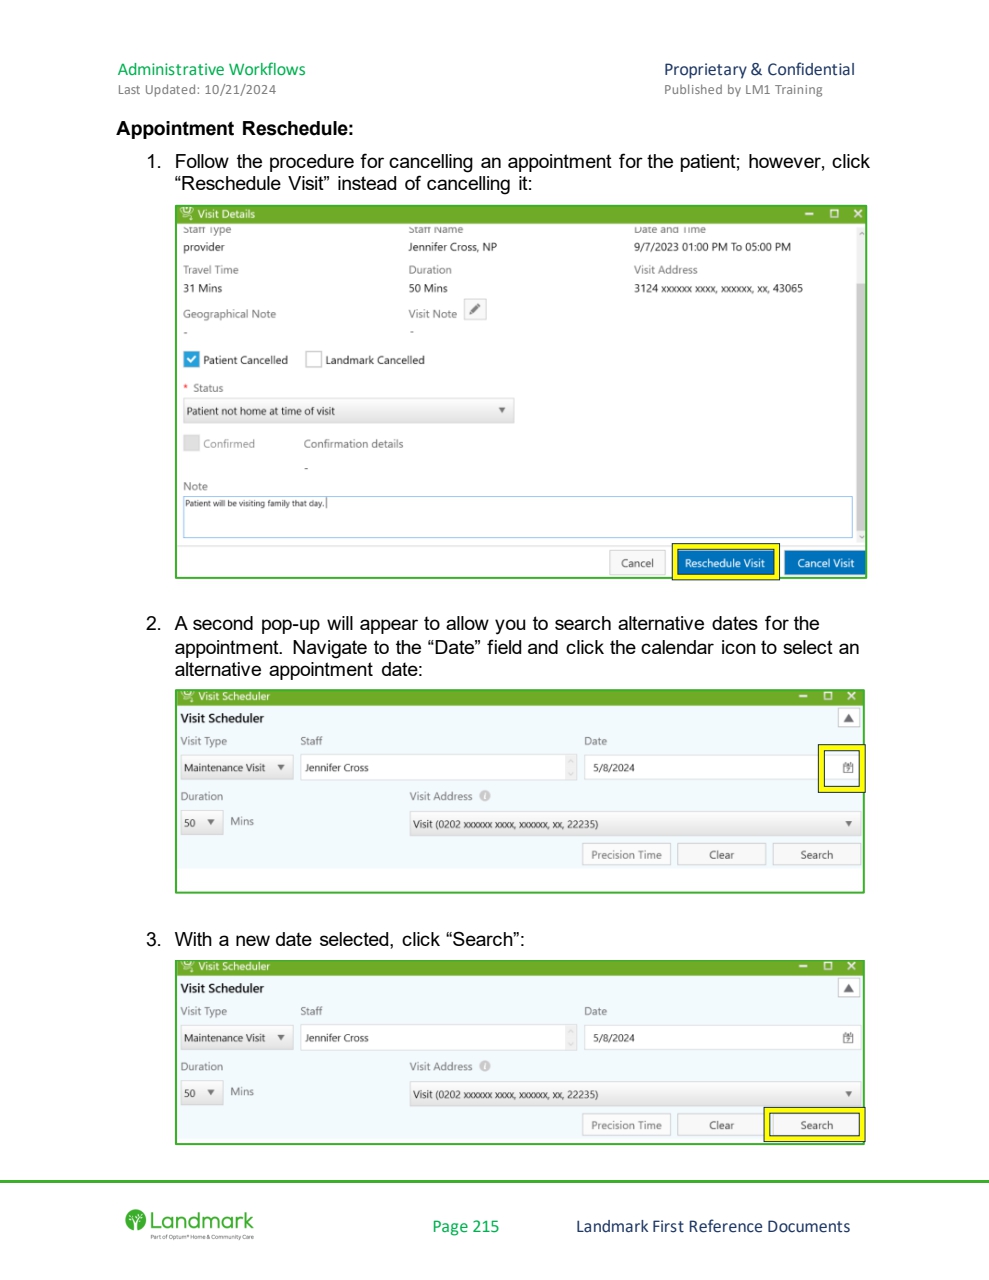 Administrative Workflows
Proprietary & Confidential
Last Updated: 10/21/2024
Published by LM1 Training
Appointment Reschedule:
1. Follow the procedure for cancelling an appointment for the patient; however, click
“Reschedule Visit” instead of cancelling it:
Visit Details
Staff Type Staff Name Date and Time
provider Jennifer Cross, NP 9/7/2023 01:00 PM To 05:00 PM
Travel Time Duration Visit Address
31 Mins 50 Mins 3124 xxxxxx xxxx, xxxxxx, xx, 43065
Geographical Note Visit Note
- -
Patient Cancelled Landmark Cancelled
* Status
Patient not home at time of visit
Confirmed Confirmation details
-
Note
Patient will be visiting family that day.
Cancel Reschedule Visit Cancel Visit
2. A second pop-up will appear to allow you to search alternative dates for the
appointment. Navigate to the “Date” field and click the calendar icon to select an
alternative appointment date:
Visit Scheduler
Visit Scheduler
Visit Type Staff Date
Maintenance Visit Jennifer Cross 5/8/2024
Duration Visit Address
50 Mins Visit (0202 xxxxxx xxxx, xxxxxx, xx, 22235)
Precision Time Clear Search
3. With a new date selected, click “Search”:
Visit Scheduler
Visit Scheduler
Visit Type Staff Date
Maintenance Visit Jennifer Cross 5/8/2024
Duration Visit Address
50 Mins Visit (0202 xxxxxx xxxx, xxxxxx, xx, 22235)
Precision Time Clear Search
Landmark
Part of Optum® Home & Community Care
Page 215
Landmark First Reference Documents